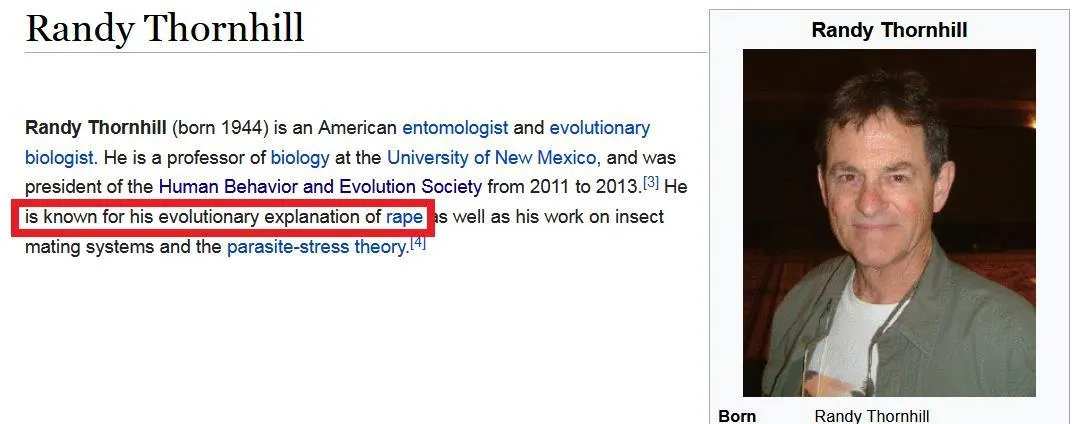 Randy Thornhill
Randy Thornhill (born 1944) is an American entomologist and evolutionary
biologist. He is a professor of biology at the University of New Mexico, and was
president of the Human Behavior and Evolution Society from 2011 to 2013.[3] He
is known for his evolutionary explanation of rape as well as his work on insect
mating systems and the parasite-stress theory.[4]
Randy Thornhill
Born Randy Thornhill